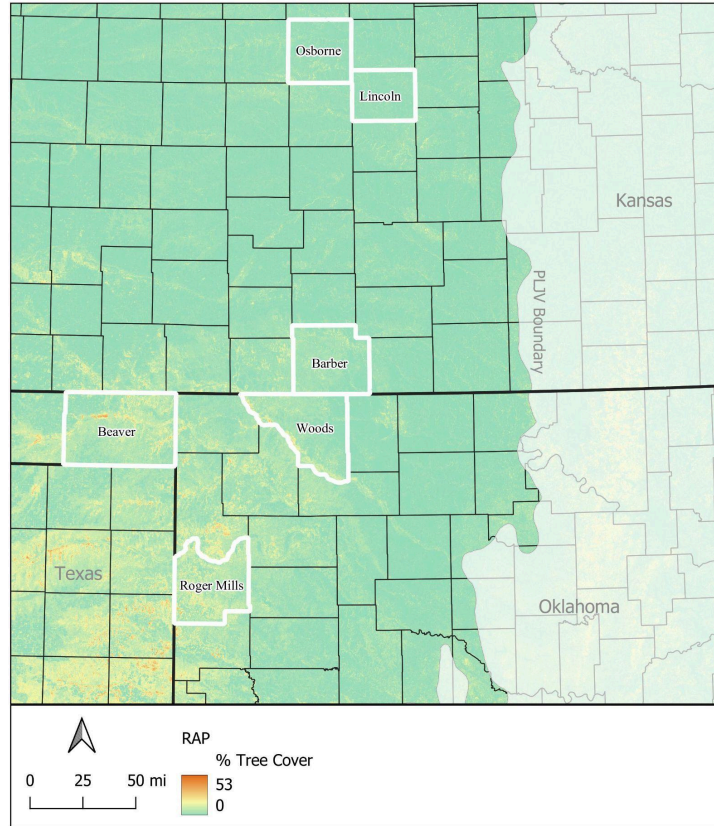 Osborne
Lincoln
Kansas
PLJV Boundary
Barber
Beaver
Woods
Texas
Roger Mills
Oklahoma
RAP
% Tree Cover
53
0
0 25 50 mi